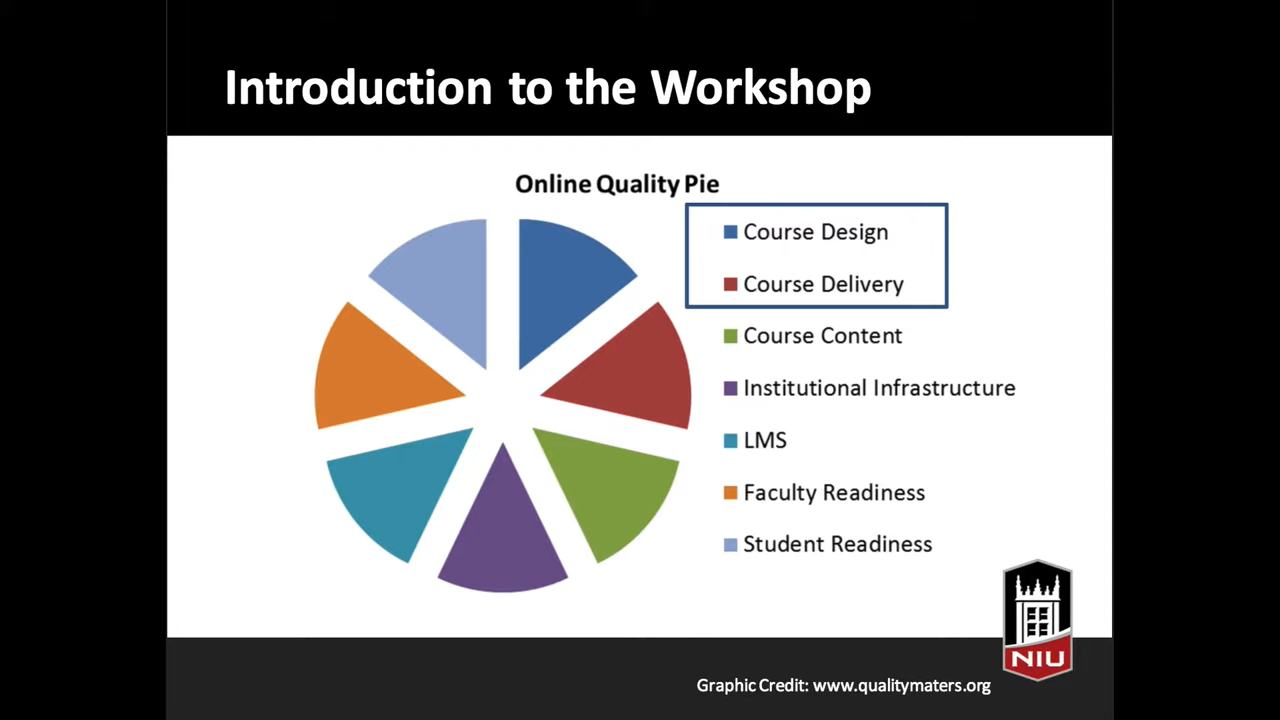 Introduction to the Workshop
Online Quality Pie
Course Design
Course Delivery
Course Content
Institutional Infrastructure
LMS
Faculty Readiness
Student Readiness
NIU
Graphic Credit: www.qualitymaters.org